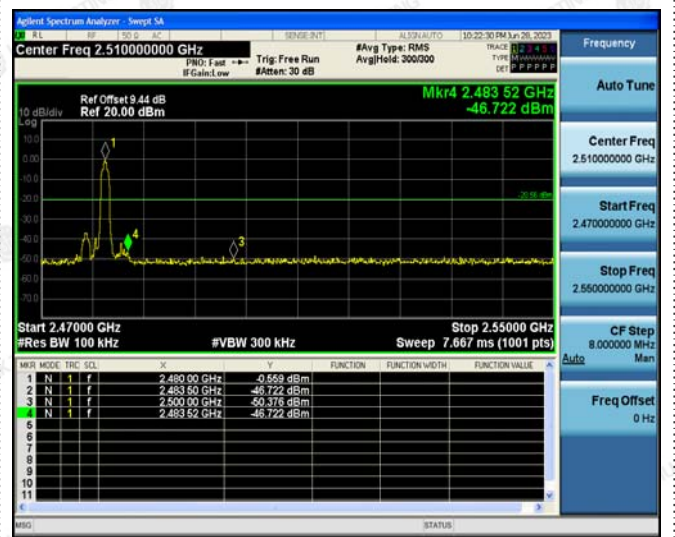 Agilent Spectrum Analyzer - Swept SA
RL RF 50 Ω AC SENSE:INT ALIGNAUTO 10:22:30 PM Jun 28, 2023
Center Freq 2.510000000 GHz
PNO: Fast
IFGain:Low
Trig: Free Run
#Atten: 30 dB
#Avg Type: RMS
Avg|Hold: 300/300
TRACE 1 2 3 4 5 6
TYPE
DET P P P P P P
Ref Offset 9.44 dB
Ref 20.00 dBm
10 dB/div
Log
Mkr4 2.483 52 GHz
-46.722 dBm
10.0
0.00
-10.0
-20.0
-30.0
-40.0
-50.0
-60.0
-70.0
1
4
3
-20.56 dBm
Start 2.47000 GHz
#Res BW 100 kHz
#VBW 300 kHz
Stop 2.55000 GHz
Sweep 7.667 ms (1001 pts)
MKR MODE TRC SCL X Y FUNCTION FUNCTION WIDTH FUNCTION VALUE
1 N 1 f 2.480 00 GHz -0.559 dBm
2 N 1 f 2.483 50 GHz -46.722 dBm
3 N 1 f 2.500 00 GHz -50.376 dBm
4 N 1 f 2.483 52 GHz -46.722 dBm
5
6
7
8
9
10
11
MSG STATUS
Frequency
Auto Tune
Center Freq
2.510000000 GHz
Start Freq
2.470000000 GHz
Stop Freq
2.550000000 GHz
CF Step
8.000000 MHz
Auto Man
Freq Offset
0 Hz